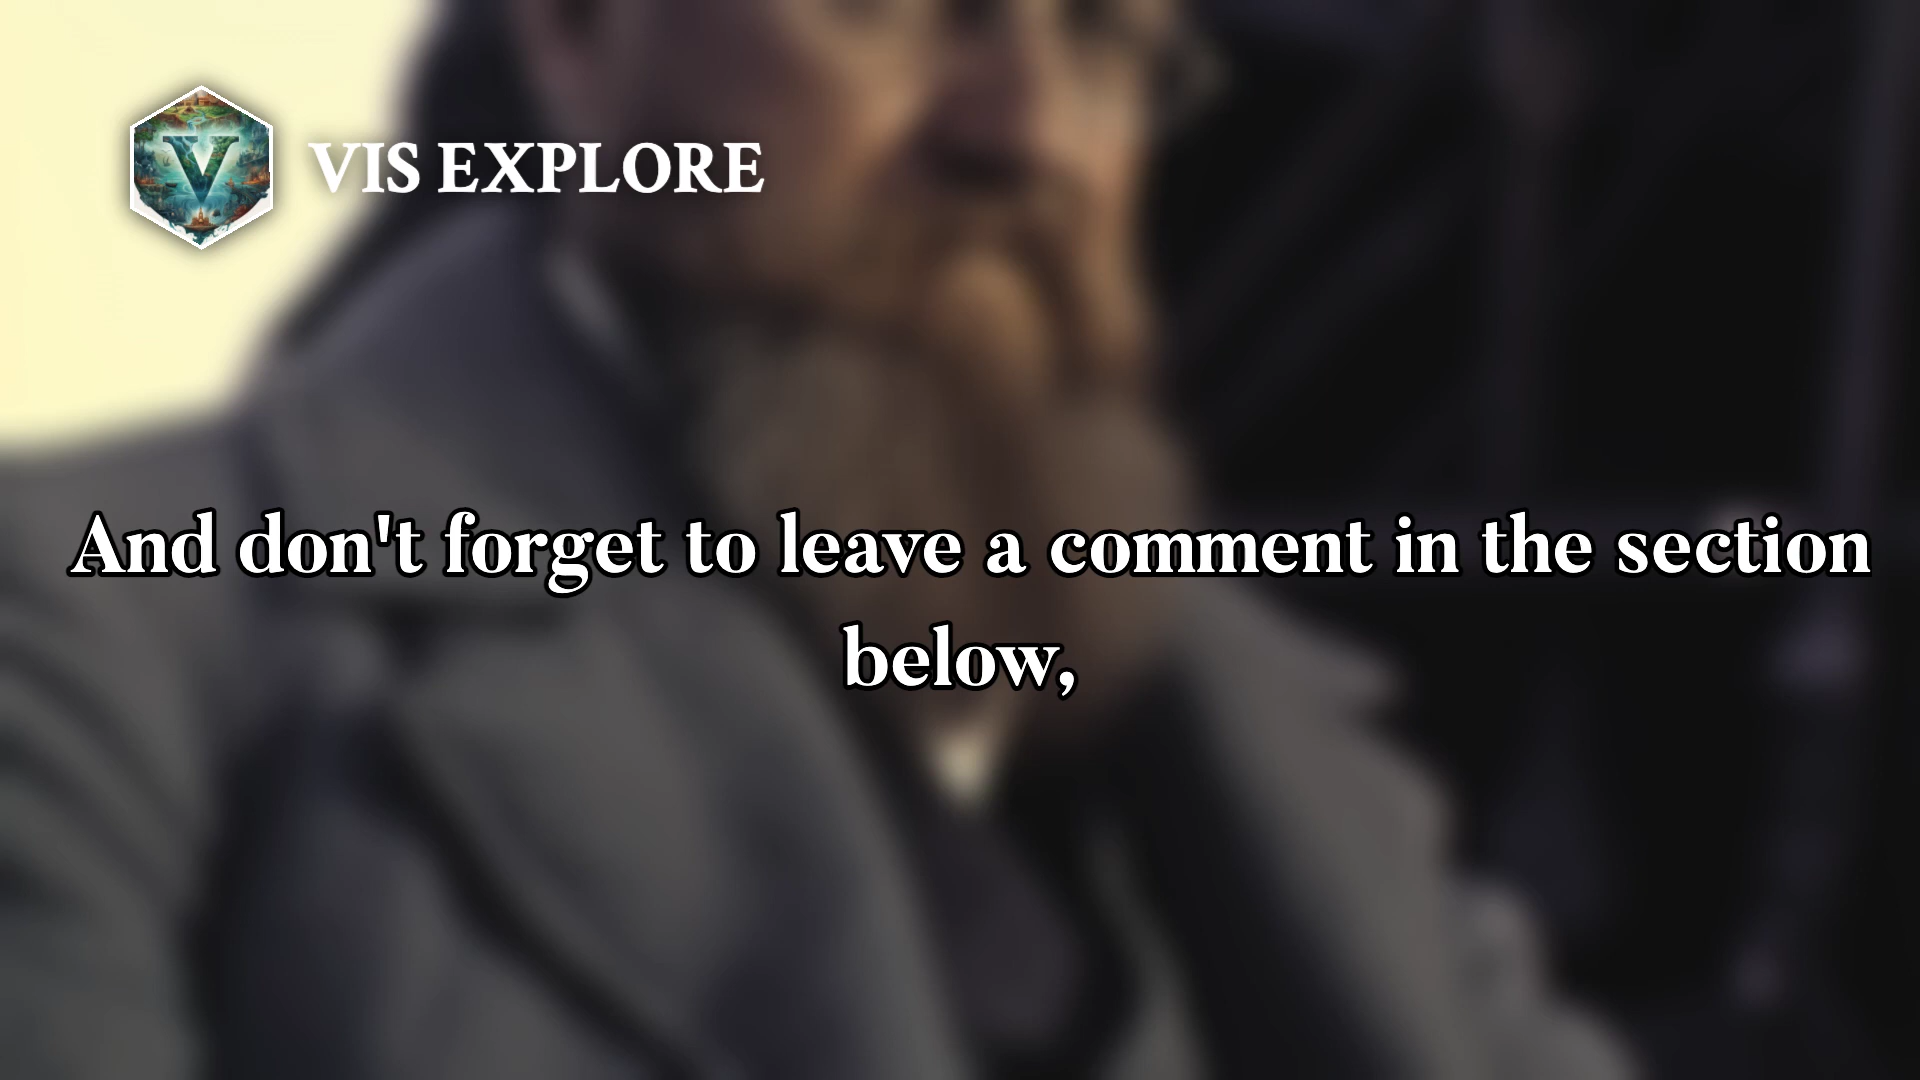 VIS EXPLORE
And don't forget to leave a comment in the section
below,